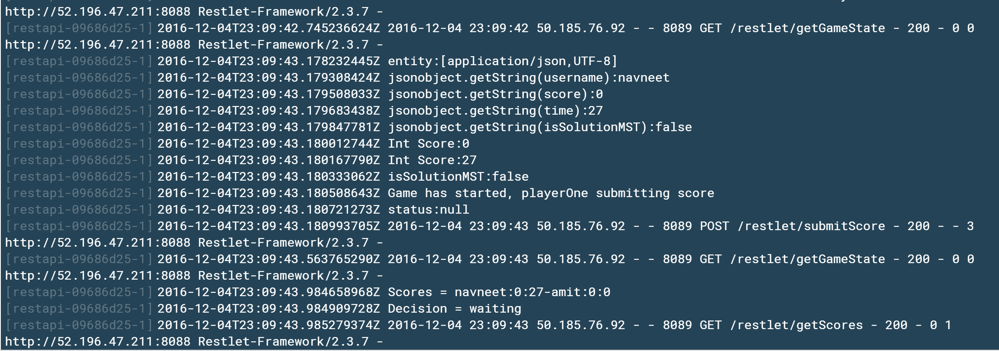 http://52.196.47.211:8088 Restlet-Framework/2.3.7 -
[restapi-09686d25-1] 2016-12-04T23:09:42.745236624Z 2016-12-04 23:09:42 50.185.76.92 - - 8089 GET /restlet/getGameState - 200 - 0 0
http://52.196.47.211:8088 Restlet-Framework/2.3.7 -
[restapi-09686d25-1] 2016-12-04T23:09:43.178232445Z entity:[application/json,UTF-8]
[restapi-09686d25-1] 2016-12-04T23:09:43.179308424Z jsonobject.getString(username):navneet
[restapi-09686d25-1] 2016-12-04T23:09:43.179508033Z jsonobject.getString(score):0
[restapi-09686d25-1] 2016-12-04T23:09:43.179683438Z jsonobject.getString(time):27
[restapi-09686d25-1] 2016-12-04T23:09:43.179847781Z jsonobject.getString(isSolutionMST):false
[restapi-09686d25-1] 2016-12-04T23:09:43.180012744Z Int Score:0
[restapi-09686d25-1] 2016-12-04T23:09:43.180167790Z Int Score:27
[restapi-09686d25-1] 2016-12-04T23:09:43.180333062Z isSolutionMST:false
[restapi-09686d25-1] 2016-12-04T23:09:43.180508643Z Game has started, playerOne submitting score
[restapi-09686d25-1] 2016-12-04T23:09:43.180721273Z status:null
[restapi-09686d25-1] 2016-12-04T23:09:43.180993705Z 2016-12-04 23:09:43 50.185.76.92 - - 8089 POST /restlet/submitScore - 200 - - 3
http://52.196.47.211:8088 Restlet-Framework/2.3.7 -
[restapi-09686d25-1] 2016-12-04T23:09:43.563765290Z 2016-12-04 23:09:43 50.185.76.92 - - 8089 GET /restlet/getGameState - 200 - 0 0
http://52.196.47.211:8088 Restlet-Framework/2.3.7 -
[restapi-09686d25-1] 2016-12-04T23:09:43.984658968Z Scores = navneet:0:27-amit:0:0
[restapi-09686d25-1] 2016-12-04T23:09:43.984909728Z Decision = waiting
[restapi-09686d25-1] 2016-12-04T23:09:43.985279374Z 2016-12-04 23:09:43 50.185.76.92 - - 8089 GET /restlet/getScores - 200 - 0 1
http://52.196.47.211:8088 Restlet-Framework/2.3.7 -